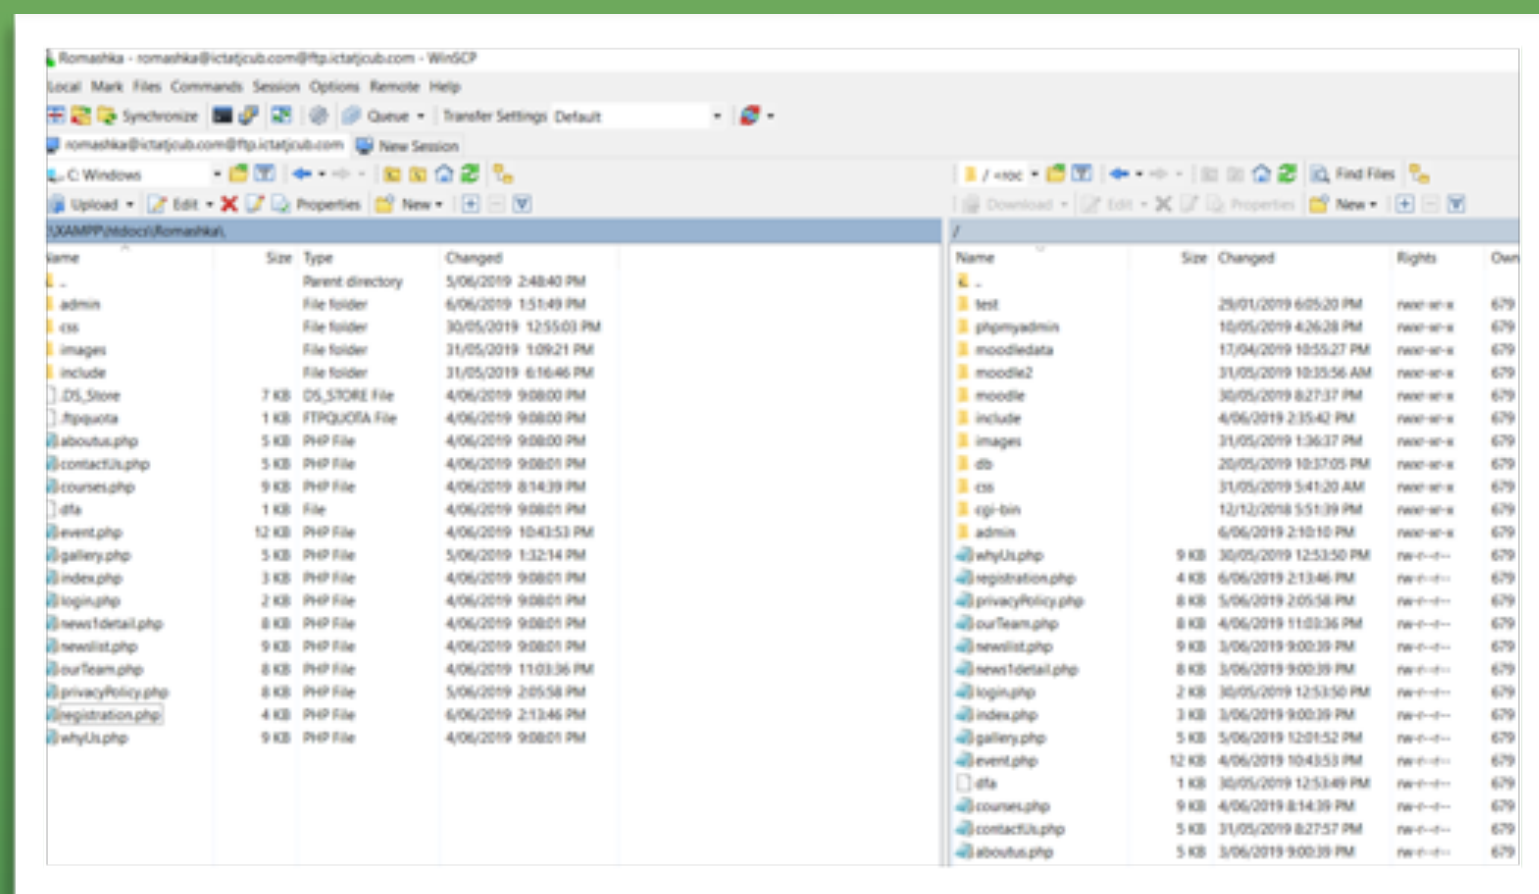 Romashka - romashka@ictatjcub.com@ftp.ictatjcub.com - WinSCP
Local Mark Files Commands Session Options Remote Help
Synchronize Queue Transfer Settings Default
romashka@ictatjcub.com@ftp.ictatjcub.com New Session
C: Windows
Upload Edit Properties New
:\XAMPP\htdocs\Romashka\
Name Size Type Changed
.. Parent directory 5/06/2019 2:48:40 PM
admin File folder 6/06/2019 1:51:49 PM
css File folder 30/05/2019 12:55:03 PM
images File folder 31/05/2019 1:09:21 PM
include File folder 31/05/2019 6:16:46 PM
.DS_Store 7 KB DS_STORE File 4/06/2019 9:08:00 PM
.ftpquota 1 KB FTPQUOTA File 4/06/2019 9:08:00 PM
aboutus.php 5 KB PHP File 4/06/2019 9:08:00 PM
contactUs.php 5 KB PHP File 4/06/2019 9:08:01 PM
courses.php 9 KB PHP File 4/06/2019 8:14:39 PM
dfa 1 KB File 4/06/2019 9:08:01 PM
event.php 12 KB PHP File 4/06/2019 10:43:53 PM
gallery.php 5 KB PHP File 5/06/2019 1:32:14 PM
index.php 3 KB PHP File 4/06/2019 9:08:01 PM
login.php 2 KB PHP File 4/06/2019 9:08:01 PM
news1detail.php 8 KB PHP File 4/06/2019 9:08:01 PM
newslist.php 9 KB PHP File 4/06/2019 9:08:01 PM
ourTeam.php 8 KB PHP File 4/06/2019 11:03:36 PM
privacyPolicy.php 8 KB PHP File 5/06/2019 2:05:58 PM
registration.php 4 KB PHP File 6/06/2019 2:13:46 PM
whyUs.php 9 KB PHP File 4/06/2019 9:08:01 PM
/ <roc Find Files
Download Edit Properties New
/
Name Size Changed Rights Own
..
test 29/01/2019 6:05:20 PM rwxr-xr-x 679
phpmyadmin 10/05/2019 4:26:28 PM rwxr-xr-x 679
moodledata 17/04/2019 10:55:27 PM rwxr-xr-x 679
moodle2 31/05/2019 10:35:56 AM rwxr-xr-x 679
moodle 30/05/2019 8:27:37 PM rwxr-xr-x 679
include 4/06/2019 2:35:42 PM rwxr-xr-x 679
images 31/05/2019 1:36:37 PM rwxr-xr-x 679
db 20/05/2019 10:37:05 PM rwxr-xr-x 679
css 31/05/2019 5:41:20 AM rwxr-xr-x 679
cgi-bin 12/12/2018 5:51:39 PM rwxr-xr-x 679
admin 6/06/2019 2:10:10 PM rwxr-xr-x 679
whyUs.php 9 KB 30/05/2019 12:53:50 PM rw-r--r-- 679
registration.php 4 KB 6/06/2019 2:13:46 PM rw-r--r-- 679
privacyPolicy.php 8 KB 5/06/2019 2:05:58 PM rw-r--r-- 679
ourTeam.php 8 KB 4/06/2019 11:03:36 PM rw-r--r-- 679
newslist.php 9 KB 3/06/2019 9:00:39 PM rw-r--r-- 679
news1detail.php 8 KB 3/06/2019 9:00:39 PM rw-r--r-- 679
login.php 2 KB 30/05/2019 12:53:50 PM rw-r--r-- 679
index.php 3 KB 3/06/2019 9:00:39 PM rw-r--r-- 679
gallery.php 5 KB 5/06/2019 12:01:52 PM rw-r--r-- 679
event.php 12 KB 4/06/2019 10:43:53 PM rw-r--r-- 679
dfa 1 KB 30/05/2019 12:53:49 PM rw-r--r-- 679
courses.php 9 KB 4/06/2019 8:14:39 PM rw-r--r-- 679
contactUs.php 5 KB 31/05/2019 8:27:57 PM rw-r--r-- 679
aboutus.php 5 KB 3/06/2019 9:00:39 PM rw-r--r-- 679